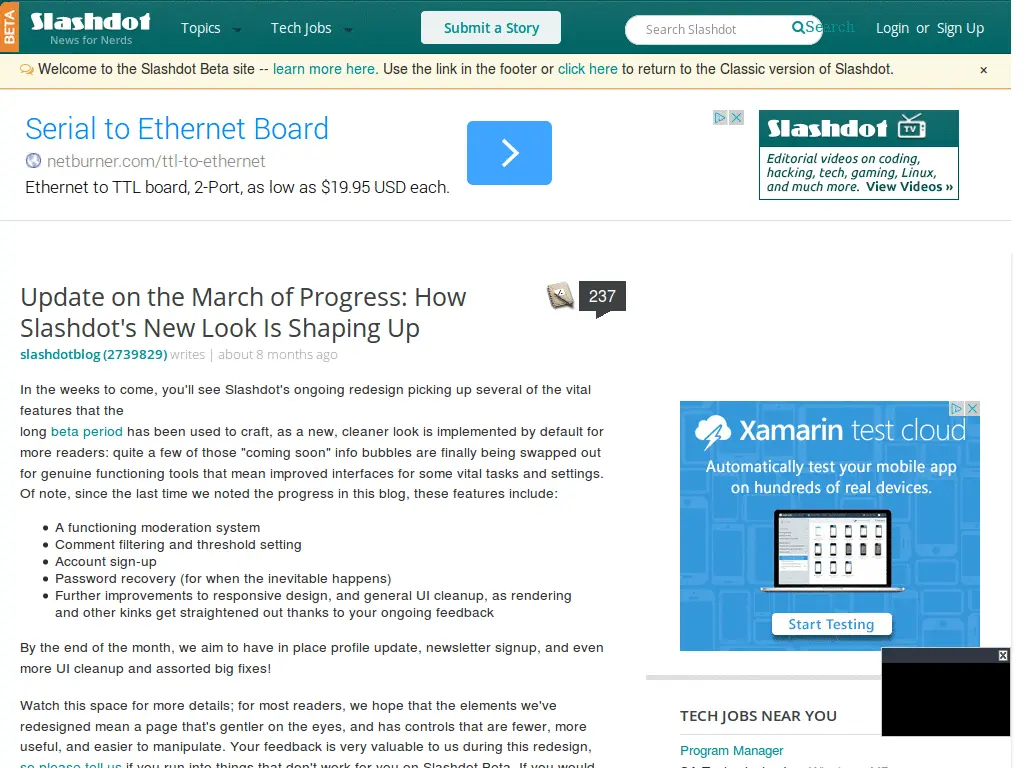 BETA
Slashdot
News for Nerds
Topics
Tech Jobs
Submit a Story
Search Slashdot
Search
Login or Sign Up
Welcome to the Slashdot Beta site -- learn more here. Use the link in the footer or click here to return to the Classic version of Slashdot.
×
Serial to Ethernet Board
netburner.com/ttl-to-ethernet
Ethernet to TTL board, 2-Port, as low as $19.95 USD each.
Slashdot TV
Editorial videos on coding,
hacking, tech, gaming, Linux,
and much more. View Videos »
Update on the March of Progress: How
Slashdot's New Look Is Shaping Up
237
slashdotblog (2739829) writes | about 8 months ago
In the weeks to come, you'll see Slashdot's ongoing redesign picking up several of the vital
features that the
long beta period has been used to craft, as a new, cleaner look is implemented by default for
more readers: quite a few of those "coming soon" info bubbles are finally being swapped out
for genuine functioning tools that mean improved interfaces for some vital tasks and settings.
Of note, since the last time we noted the progress in this blog, these features include:
• A functioning moderation system
• Comment filtering and threshold setting
• Account sign-up
• Password recovery (for when the inevitable happens)
• Further improvements to responsive design, and general UI cleanup, as rendering
and other kinks get straightened out thanks to your ongoing feedback
By the end of the month, we aim to have in place profile update, newsletter signup, and even
more UI cleanup and assorted big fixes!
Watch this space for more details; for most readers, we hope that the elements we've
redesigned mean a page that's gentler on the eyes, and has controls that are fewer, more
useful, and easier to manipulate. Your feedback is very valuable to us during this redesign,
so please tell us if you run into things that don't work for you on Slashdot Beta. If you would
Xamarin test cloud
Automatically test your mobile app
on hundreds of real devices.
Start Testing
TECH JOBS NEAR YOU
Program Manager